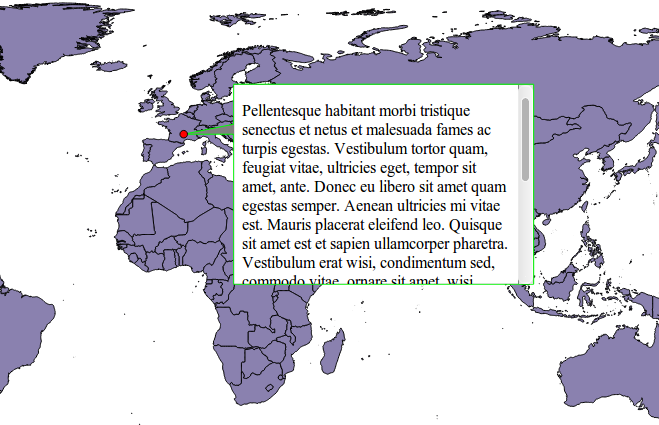 Pellentesque habitant morbi tristique
senectus et netus et malesuada fames ac
turpis egestas. Vestibulum tortor quam,
feugiat vitae, ultricies eget, tempor sit
amet, ante. Donec eu libero sit amet quam
egestas semper. Aenean ultricies mi vitae
est. Mauris placerat eleifend leo. Quisque
sit amet est et sapien ullamcorper pharetra.
Vestibulum erat wisi, condimentum sed,
commodo vitae, ornare sit amet, wisi.